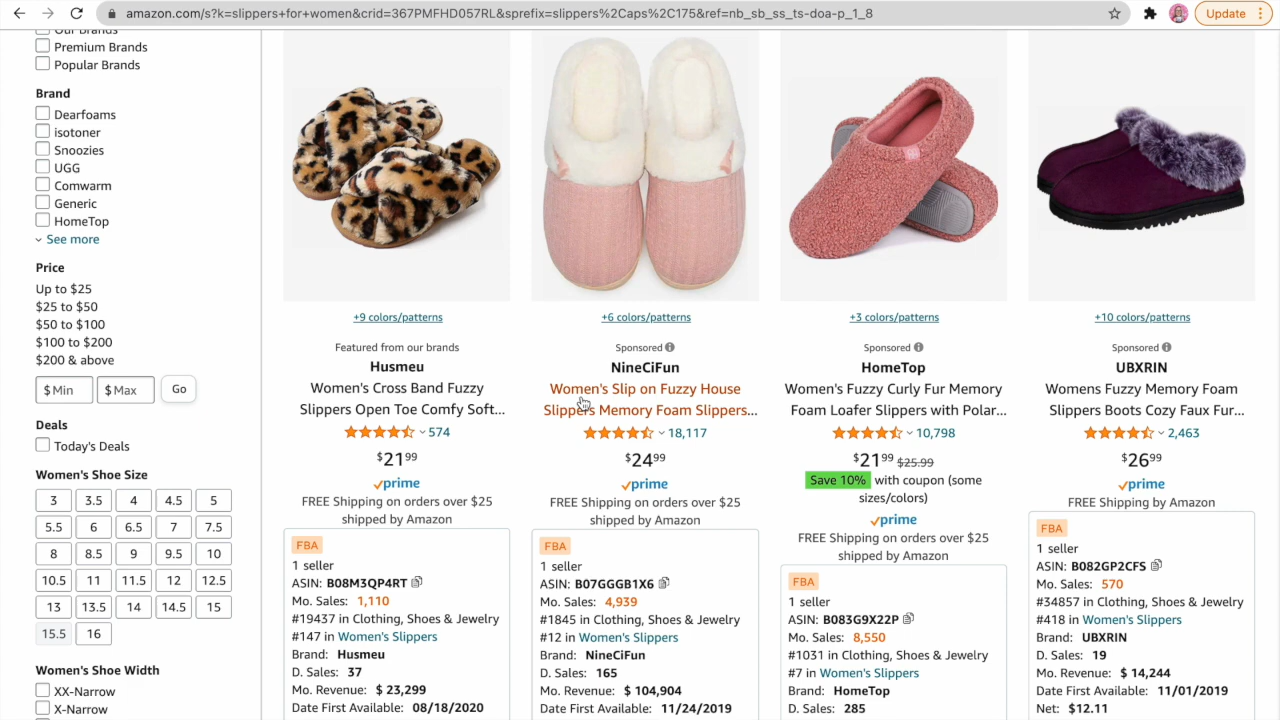 amazon.com/s?k=slippers+for+women&crid=367PMFHD057RL&sprefix=slippers%2Caps%2C175&ref=nb_sb_ss_ts-doa-p_1_8
Update
Our Brands
Premium Brands
Popular Brands
Brand
Dearfoams
isotoner
Snoozies
UGG
Comwarm
Generic
HomeTop
See more
Price
Up to $25
$25 to $50
$50 to $100
$100 to $200
$200 & above
$ Min $ Max Go
Deals
Today's Deals
Women's Shoe Size
3 3.5 4 4.5 5
5.5 6 6.5 7 7.5
8 8.5 9 9.5 10
10.5 11 11.5 12 12.5
13 13.5 14 14.5 15
15.5 16
Women's Shoe Width
XX-Narrow
X-Narrow
+9 colors/patterns
Featured from our brands
Husmeu
Women's Cross Band Fuzzy
Slippers Open Toe Comfy Soft...
574
$21 99
prime
FREE Shipping on orders over $25
shipped by Amazon
FBA
1 seller
ASIN: B08M3QP4RT
Mo. Sales: 1,110
#19437 in Clothing, Shoes & Jewelry
#147 in Women's Slippers
Brand: Husmeu
D. Sales: 37
Mo. Revenue: $ 23,299
Date First Available: 08/18/2020
+6 colors/patterns
Sponsored
NineCiFun
Women's Slip on Fuzzy House
Slippers Memory Foam Slippers...
18,117
$24 99
prime
FREE Shipping on orders over $25
shipped by Amazon
FBA
1 seller
ASIN: B07GGGB1X6
Mo. Sales: 4,939
#1845 in Clothing, Shoes & Jewelry
#12 in Women's Slippers
Brand: NineCiFun
D. Sales: 165
Mo. Revenue: $ 104,904
Date First Available: 11/24/2019
+3 colors/patterns
Sponsored
HomeTop
Women's Fuzzy Curly Fur Memory
Foam Loafer Slippers with Polar...
10,798
$21 99 $25.99
Save 10% with coupon (some
sizes/colors)
prime
FREE Shipping on orders over $25
shipped by Amazon
FBA
1 seller
ASIN: B083G9X22P
Mo. Sales: 8,550
#1031 in Clothing, Shoes & Jewelry
#7 in Women's Slippers
Brand: HomeTop
D. Sales: 285
+10 colors/patterns
Sponsored
UBXRIN
Womens Fuzzy Memory Foam
Slippers Boots Cozy Faux Fur...
2,463
$26 99
prime
FREE Shipping by Amazon
FBA
1 seller
ASIN: B082GP2CFS
Mo. Sales: 570
#34857 in Clothing, Shoes & Jewelry
#418 in Women's Slippers
Brand: UBXRIN
D. Sales: 19
Mo. Revenue: $ 14,244
Date First Available: 11/01/2019
Net: $12.11